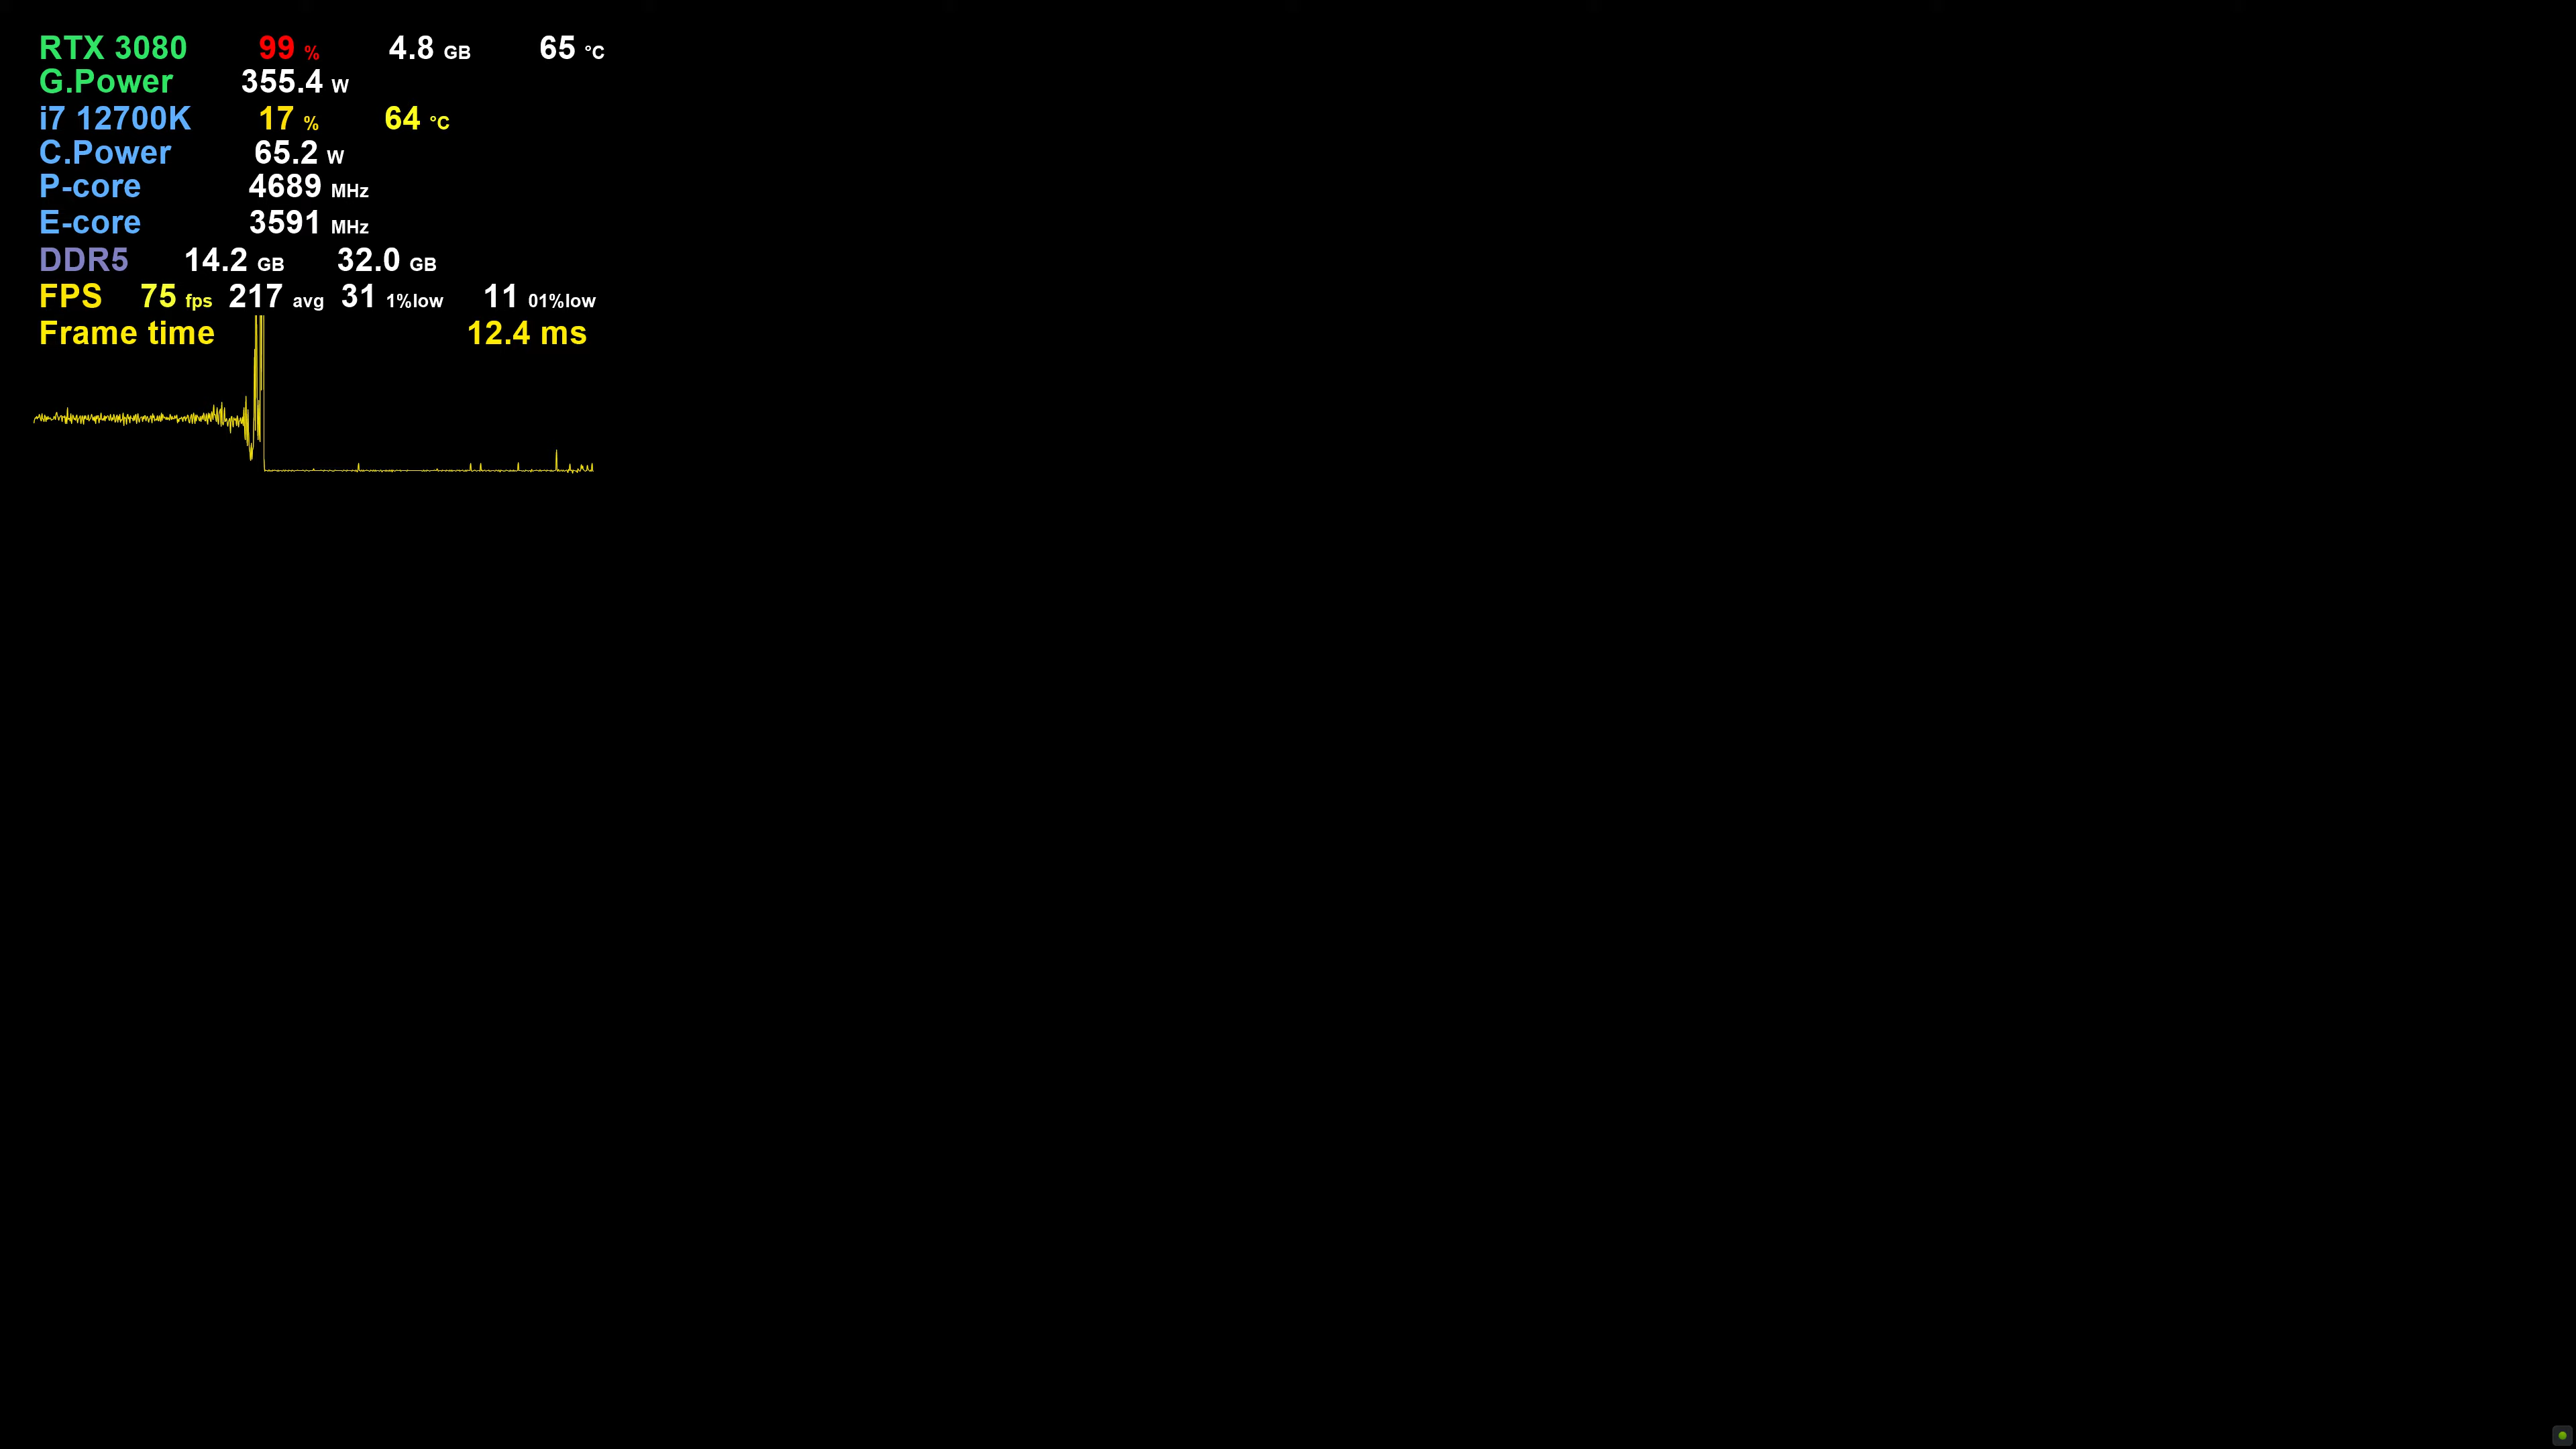 RTX 3080 99 % 4.8 GB 65 °C
G.Power 355.4 W
i7 12700K 17 % 64 °C
C.Power 65.2 W
P-core 4689 MHz
E-core 3591 MHz
DDR5 14.2 GB 32.0 GB
FPS 75 fps 217 avg 31 1%low 11 01%low
Frame time 12.4 ms